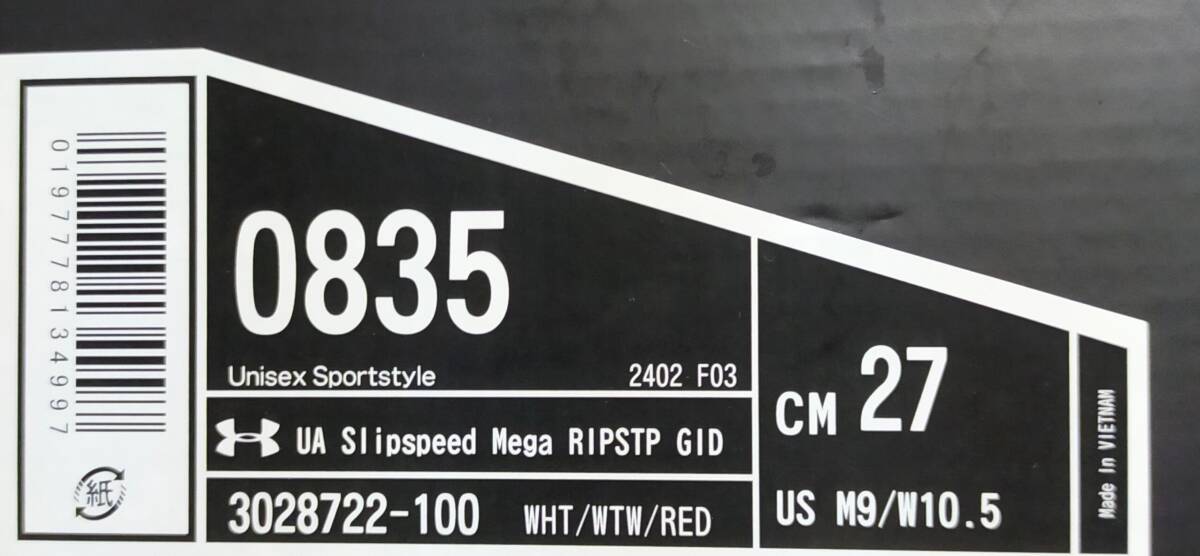 0197778134997
紙
0835
Unisex Sportstyle 2402 F03
UA Slipspeed Mega RIPSTP GID
3028722-100 WHT/WTW/RED
CM 27
US M9/W10.5
Made In VIETNAM